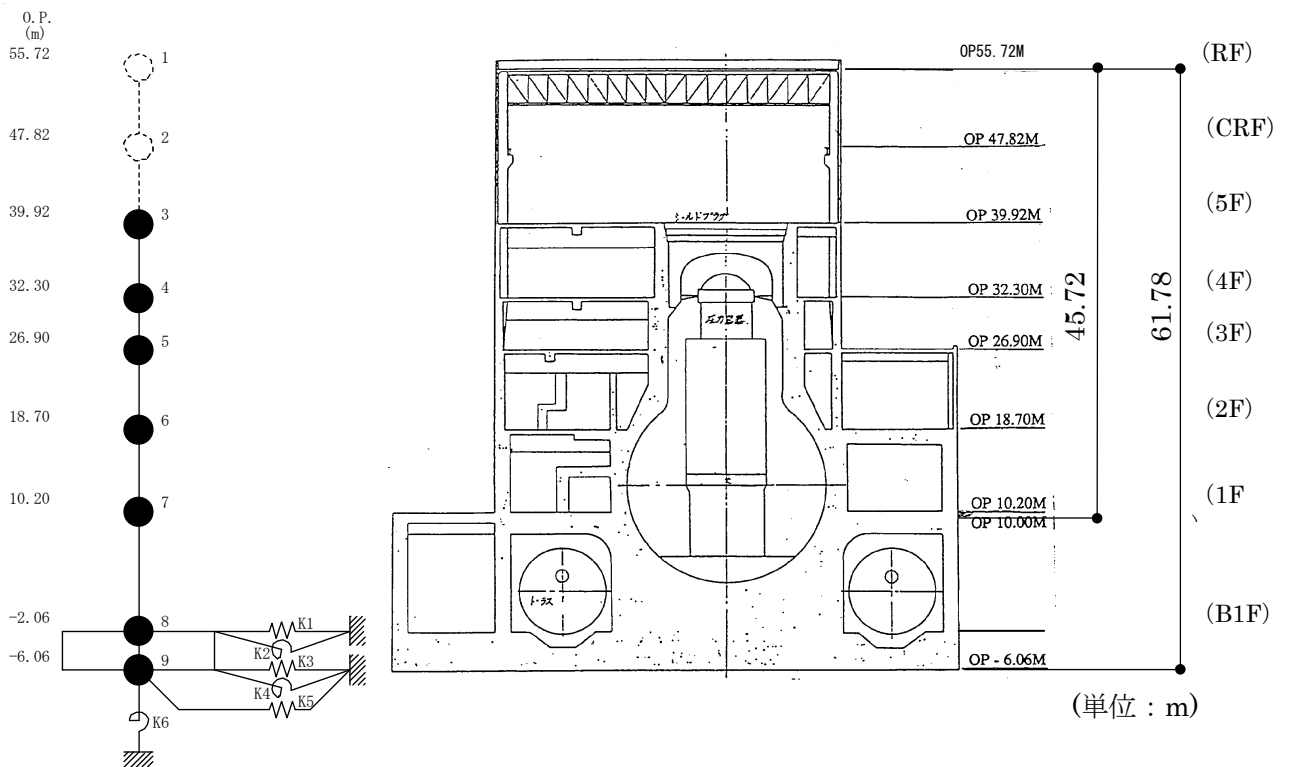 O.P.
(m)
55.72
47.82
39.92
32.30
26.90
18.70
10.20
-2.06
-6.06
1
2
3
4
5
6
7
8
9
K1
K2
K3
K4
K5
K6
シールドプラグ
圧力容器
トーラス
OP55.72M
OP 47.82M
OP 39.92M
OP 32.30M
OP 26.90M
OP 18.70M
OP 10.20M
OP 10.00M
OP - 6.06M
45.72
61.78
(RF)
(CRF)
(5F)
(4F)
(3F)
(2F)
(1F
(B1F)
(単位：m)